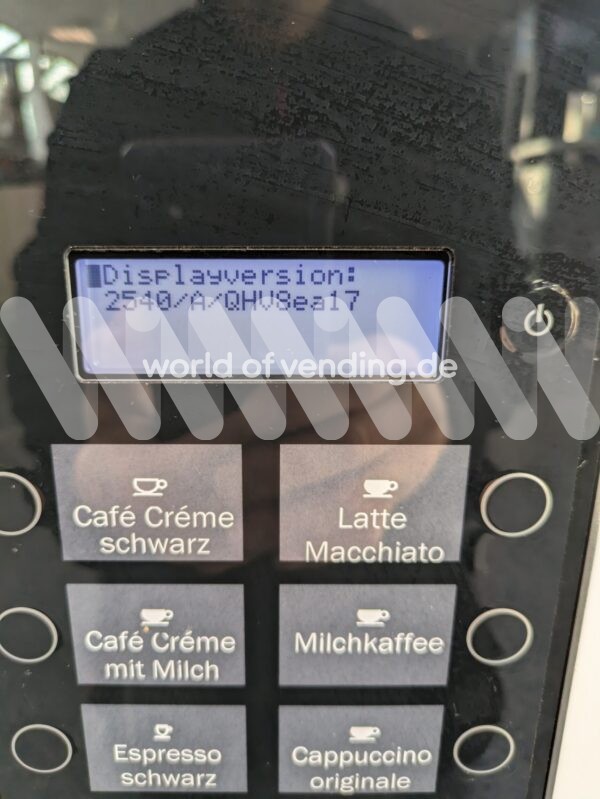 Displayversion:
2540/A/QHV8ea17
world of vending.de
Café Créme
schwarz
Latte
Macchiato
Café Créme
mit Milch
Milchkaffee
Espresso
schwarz
Cappuccino
originale